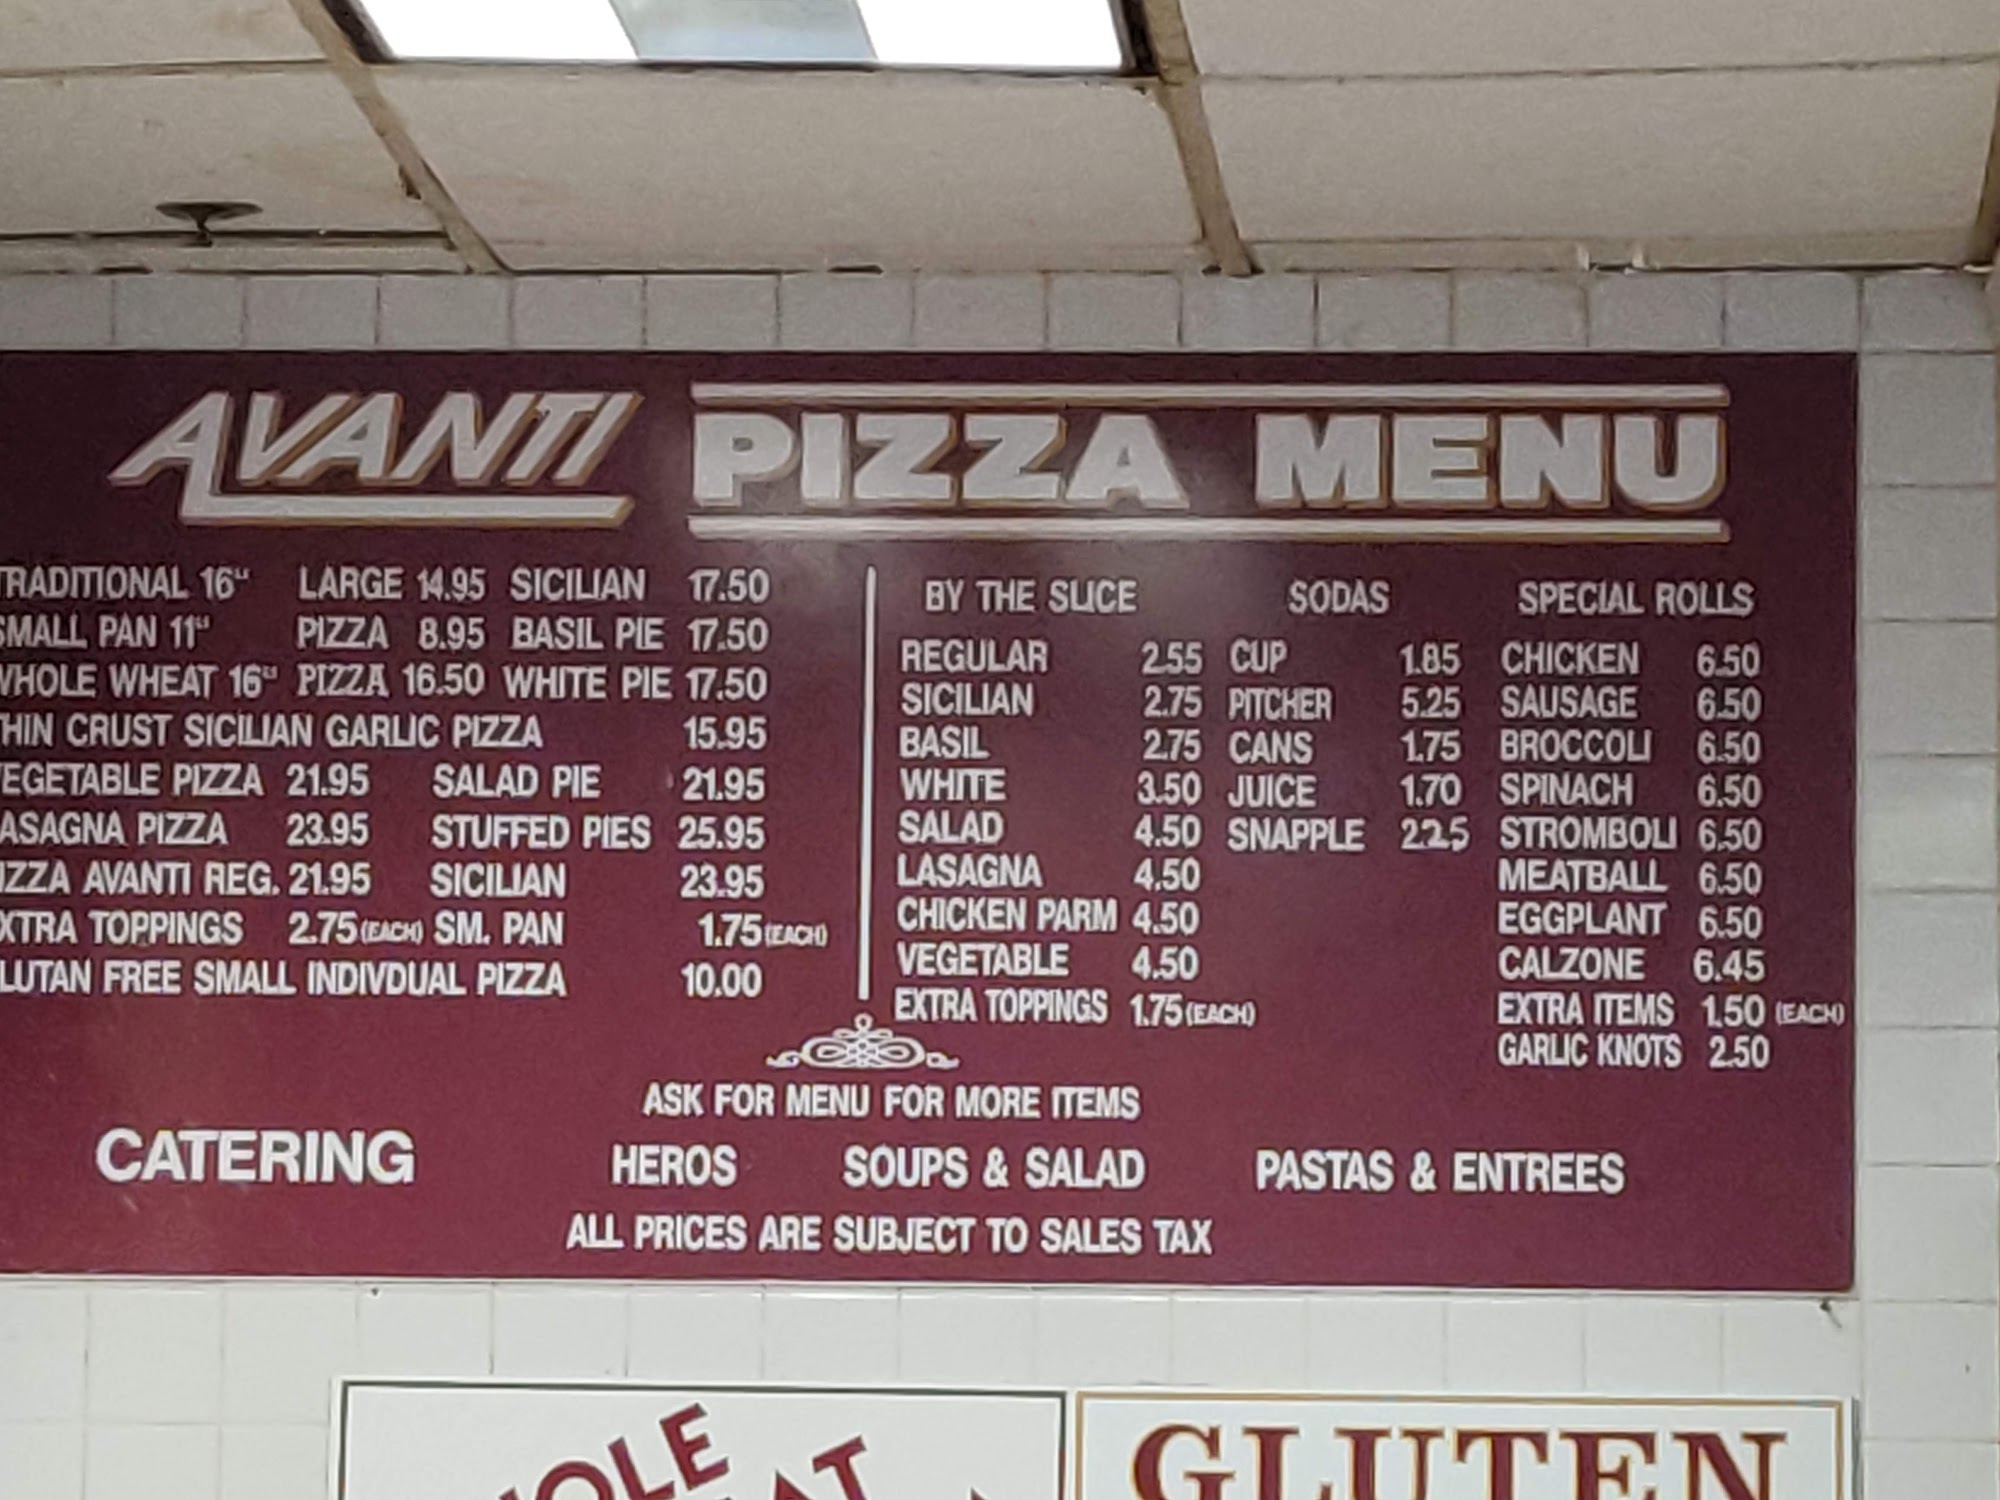 AVANTI PIZZA MENU
TRADITIONAL 16" LARGE 14.95 SICILIAN 17.50
SMALL PAN 11" PIZZA 8.95 BASIL PIE 17.50
WHOLE WHEAT 16" PIZZA 16.50 WHITE PIE 17.50
HIN CRUST SICILIAN GARLIC PIZZA 15.95
VEGETABLE PIZZA 21.95 SALAD PIE 21.95
ASAGNA PIZZA 23.95 STUFFED PIES 25.95
IZZA AVANTI REG. 21.95 SICILIAN 23.95
XTRA TOPPINGS 2.75 (EACH) SM. PAN 1.75 (EACH)
LUTAN FREE SMALL INDIVDUAL PIZZA 10.00
BY THE SLICE
REGULAR 2.55
SICILIAN 2.75
BASIL 2.75
WHITE 3.50
SALAD 4.50
LASAGNA 4.50
CHICKEN PARM 4.50
VEGETABLE 4.50
EXTRA TOPPINGS 1.75 (EACH)
SODAS
CUP 1.85
PITCHER 5.25
CANS 1.75
JUICE 1.70
SNAPPLE 2.25
SPECIAL ROLLS
CHICKEN 6.50
SAUSAGE 6.50
BROCCOLI 6.50
SPINACH 6.50
STROMBOLI 6.50
MEATBALL 6.50
EGGPLANT 6.50
CALZONE 6.45
EXTRA ITEMS 1.50 (EACH)
GARLIC KNOTS 2.50
ASK FOR MENU FOR MORE ITEMS
CATERING HEROS SOUPS & SALAD PASTAS & ENTREES
ALL PRICES ARE SUBJECT TO SALES TAX
HOLE
AT
GLUTEN